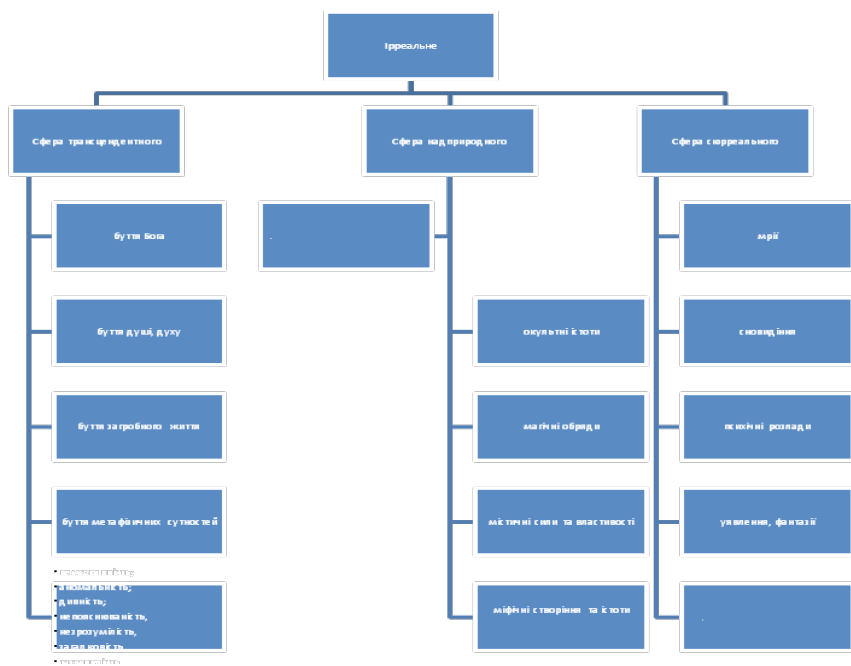 Ірреальне
Сфера трансцендентного
Сфера надприродного
Сфера сюрреального
буття Бога
буття душі, духу
буття загробного життя
буття метафізичних сутностей
• аномальність;
• дивність;
• непояснюваність,
• незрозумілість,
• загадковість
.
окультні істоти
магічні обряди
містичні сили та властивості
міфічні створіння та істоти
мрії
сновидіння
психічні розлади
уявлення, фантазії
.